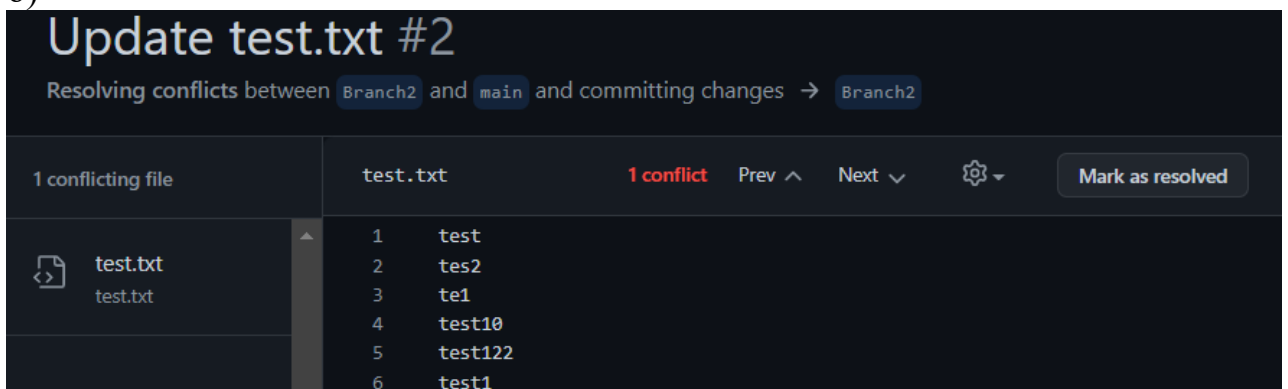 Update test.txt #2
Resolving conflicts between Branch2 and main and committing changes → Branch2
1 conflicting file
test.txt 1 conflict Prev Next Mark as resolved
test.txt
test.txt
1 test
2 tes2
3 te1
4 test10
5 test122
6 test1